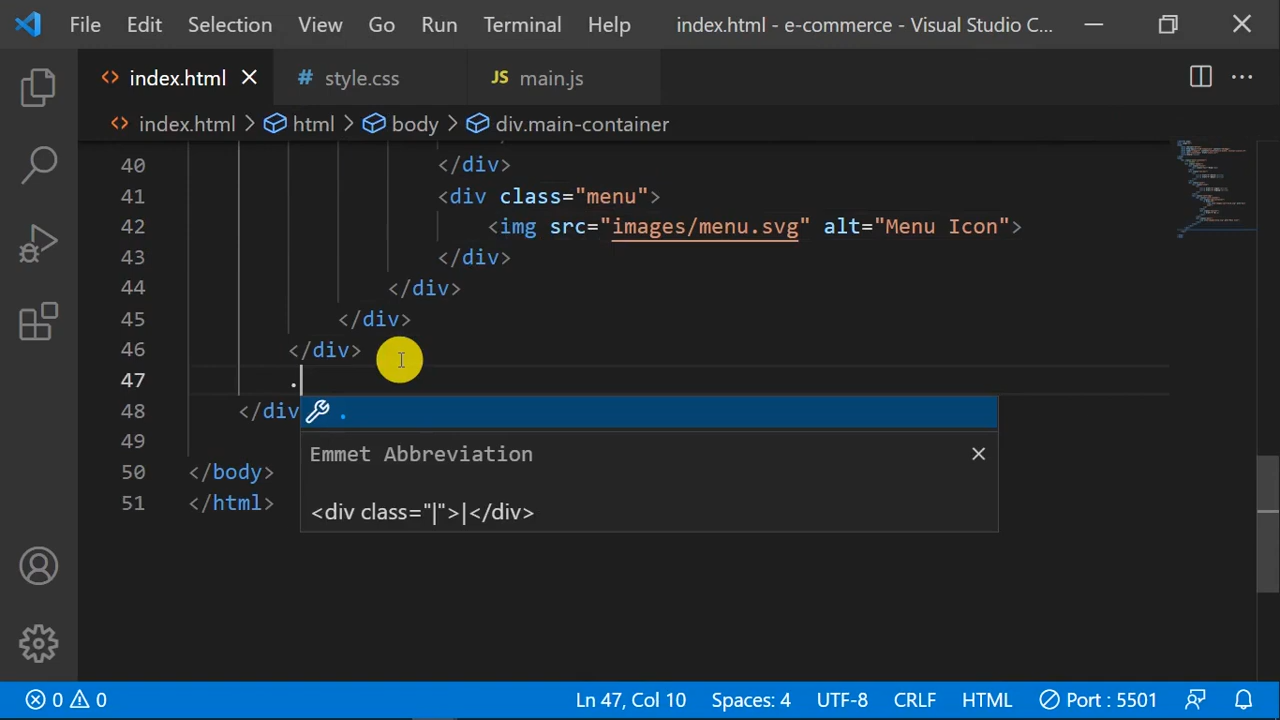 File Edit Selection View Go Run Terminal Help index.html - e-commerce - Visual Studio C...
index.html style.css JS main.js
index.html html body div.main-container
40 </div>
41 <div class="menu">
42 <img src="images/menu.svg" alt="Menu Icon">
43 </div>
44 </div>
45 </div>
46 </div>
47 .
48 </div
.
49
Emmet Abbreviation
50 </body>
51 </html>
<div class="|">|</div>
0 0 Ln 47, Col 10 Spaces: 4 UTF-8 CRLF HTML Port : 5501